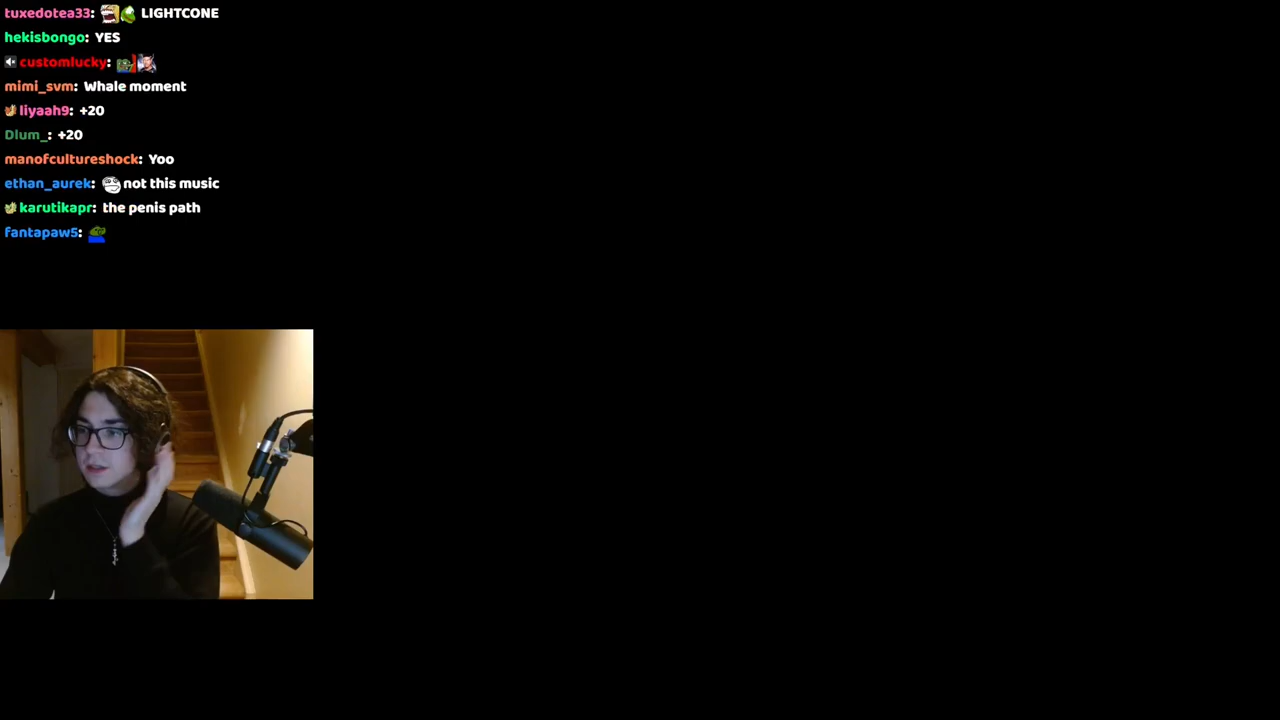 tuxedotea33: LIGHTCONE
hekisbongo: YES
customlucky:
mimi_svm: Whale moment
liyaah9: +20
Dlum_: +20
manofcultureshock: Yoo
ethan_aurek: not this music
karutikapr: the penis path
fantapaw5: